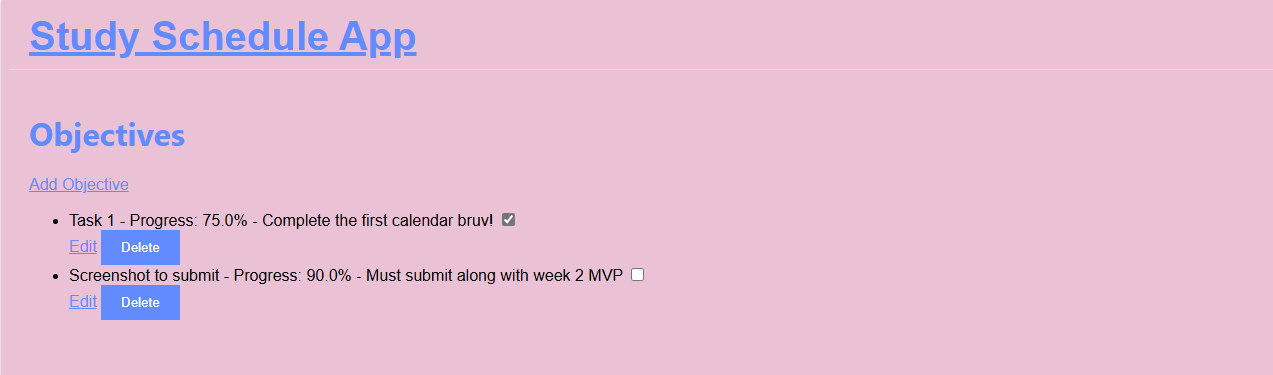 Study Schedule App
Objectives
Add Objective
Task 1 - Progress: 75.0% - Complete the first calendar bruv!
Edit Delete
Screenshot to submit - Progress: 90.0% - Must submit along with week 2 MVP
Edit Delete